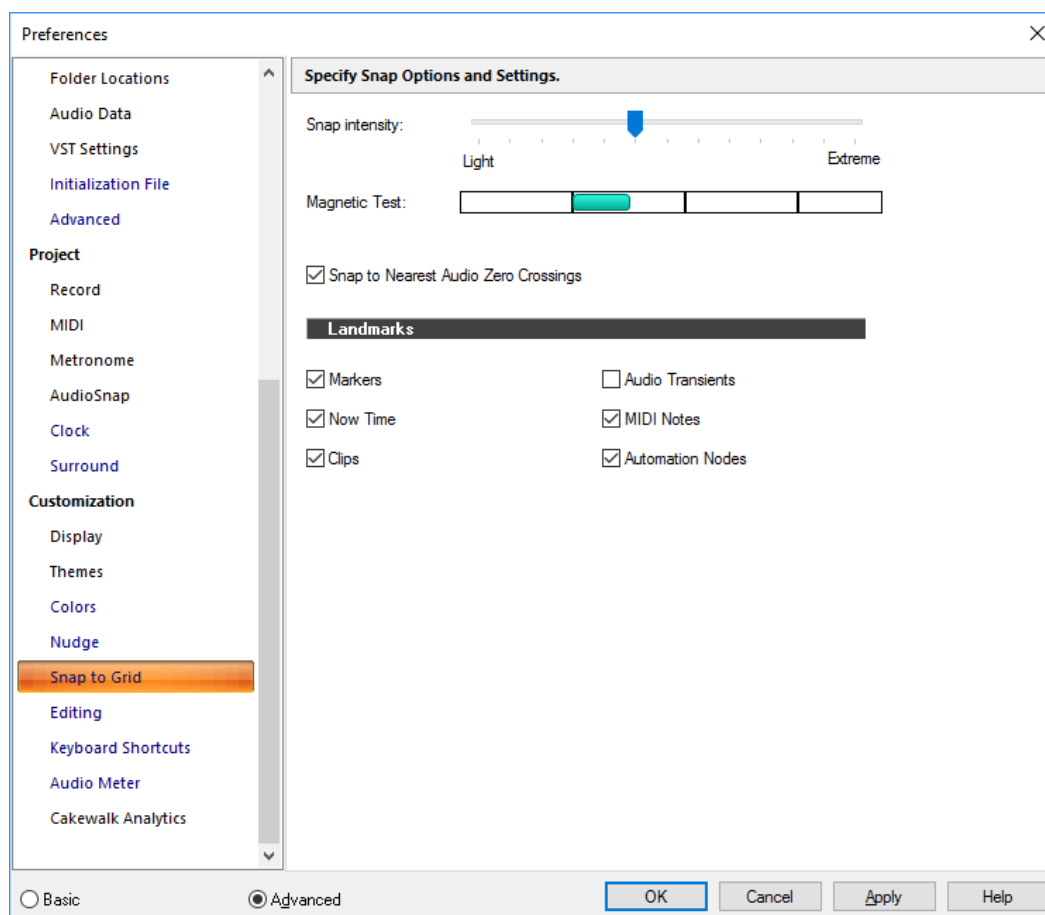 Preferences
Folder Locations
Audio Data
VST Settings
Initialization File
Advanced
Project
Record
MIDI
Metronome
AudioSnap
Clock
Surround
Customization
Display
Themes
Colors
Nudge
Snap to Grid
Editing
Keyboard Shortcuts
Audio Meter
Cakewalk Analytics
Basic
Advanced
Specify Snap Options and Settings.
Snap intensity:
Light
Extreme
Magnetic Test:
Snap to Nearest Audio Zero Crossings
Landmarks
Markers
Audio Transients
Now Time
MIDI Notes
Clips
Automation Nodes
OK
Cancel
Apply
Help